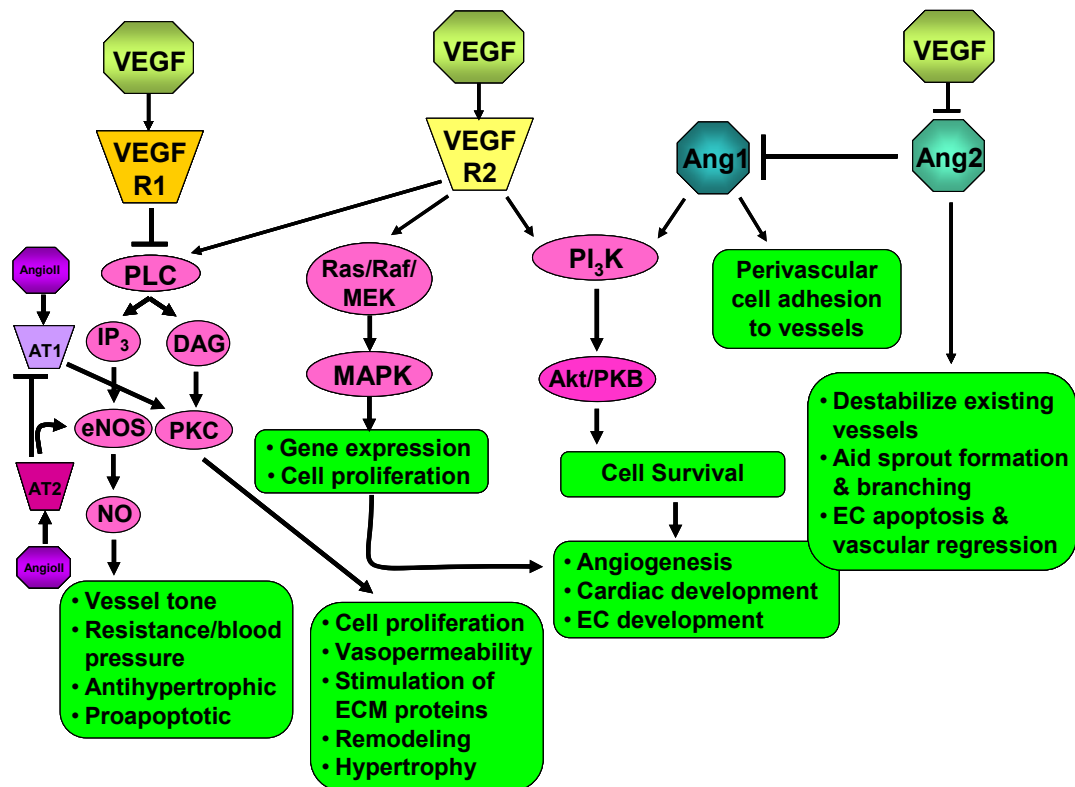 VEGF
VEGF
VEGF
VEGF
R1
VEGF
R2
Ang1
Ang2
AngioII
PLC
Ras/Raf/
MEK
PI3K
Perivascular
cell adhesion
to vessels
AT1
IP3
DAG
MAPK
Akt/PKB
eNOS
PKC
• Gene expression
• Cell proliferation
Cell Survival
• Destabilize existing
vessels
• Aid sprout formation
& branching
• EC apoptosis &
vascular regression
AT2
NO
AngioII
• Vessel tone
• Resistance/blood
pressure
• Antihypertrophic
• Proapoptotic
• Cell proliferation
• Vasopermeability
• Stimulation of
ECM proteins
• Remodeling
• Hypertrophy
• Angiogenesis
• Cardiac development
• EC development